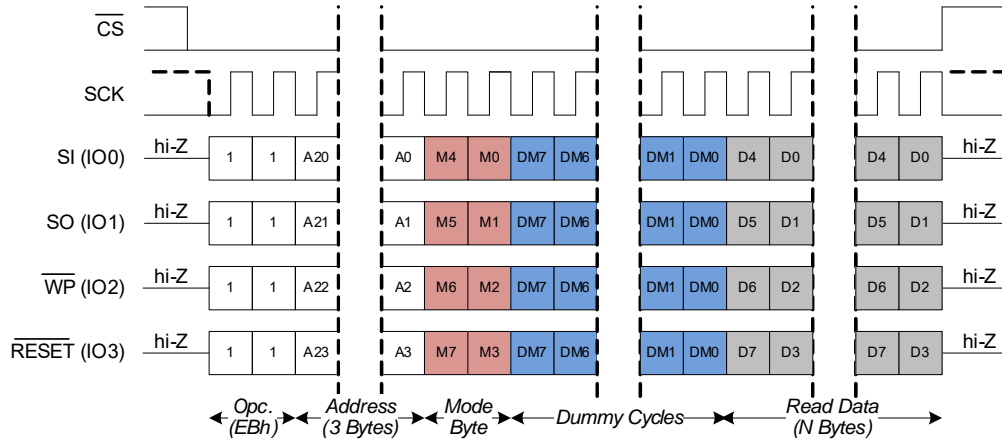 CS
SCK
SI (IO0) hi-Z 1 1 A20 A0 M4 M0 DM7 DM6 DM1 DM0 D4 D0 D4 D0 hi-Z
SO (IO1) hi-Z 1 1 A21 A1 M5 M1 DM7 DM6 DM1 DM0 D5 D1 D5 D1 hi-Z
WP (IO2) hi-Z 1 1 A22 A2 M6 M2 DM7 DM6 DM1 DM0 D6 D2 D6 D2 hi-Z
RESET (IO3) hi-Z 1 1 A23 A3 M7 M3 DM7 DM6 DM1 DM0 D7 D3 D7 D3 hi-Z
Opc. Address Mode Dummy Cycles Read Data
(EBh) (3 Bytes) Byte (N Bytes)